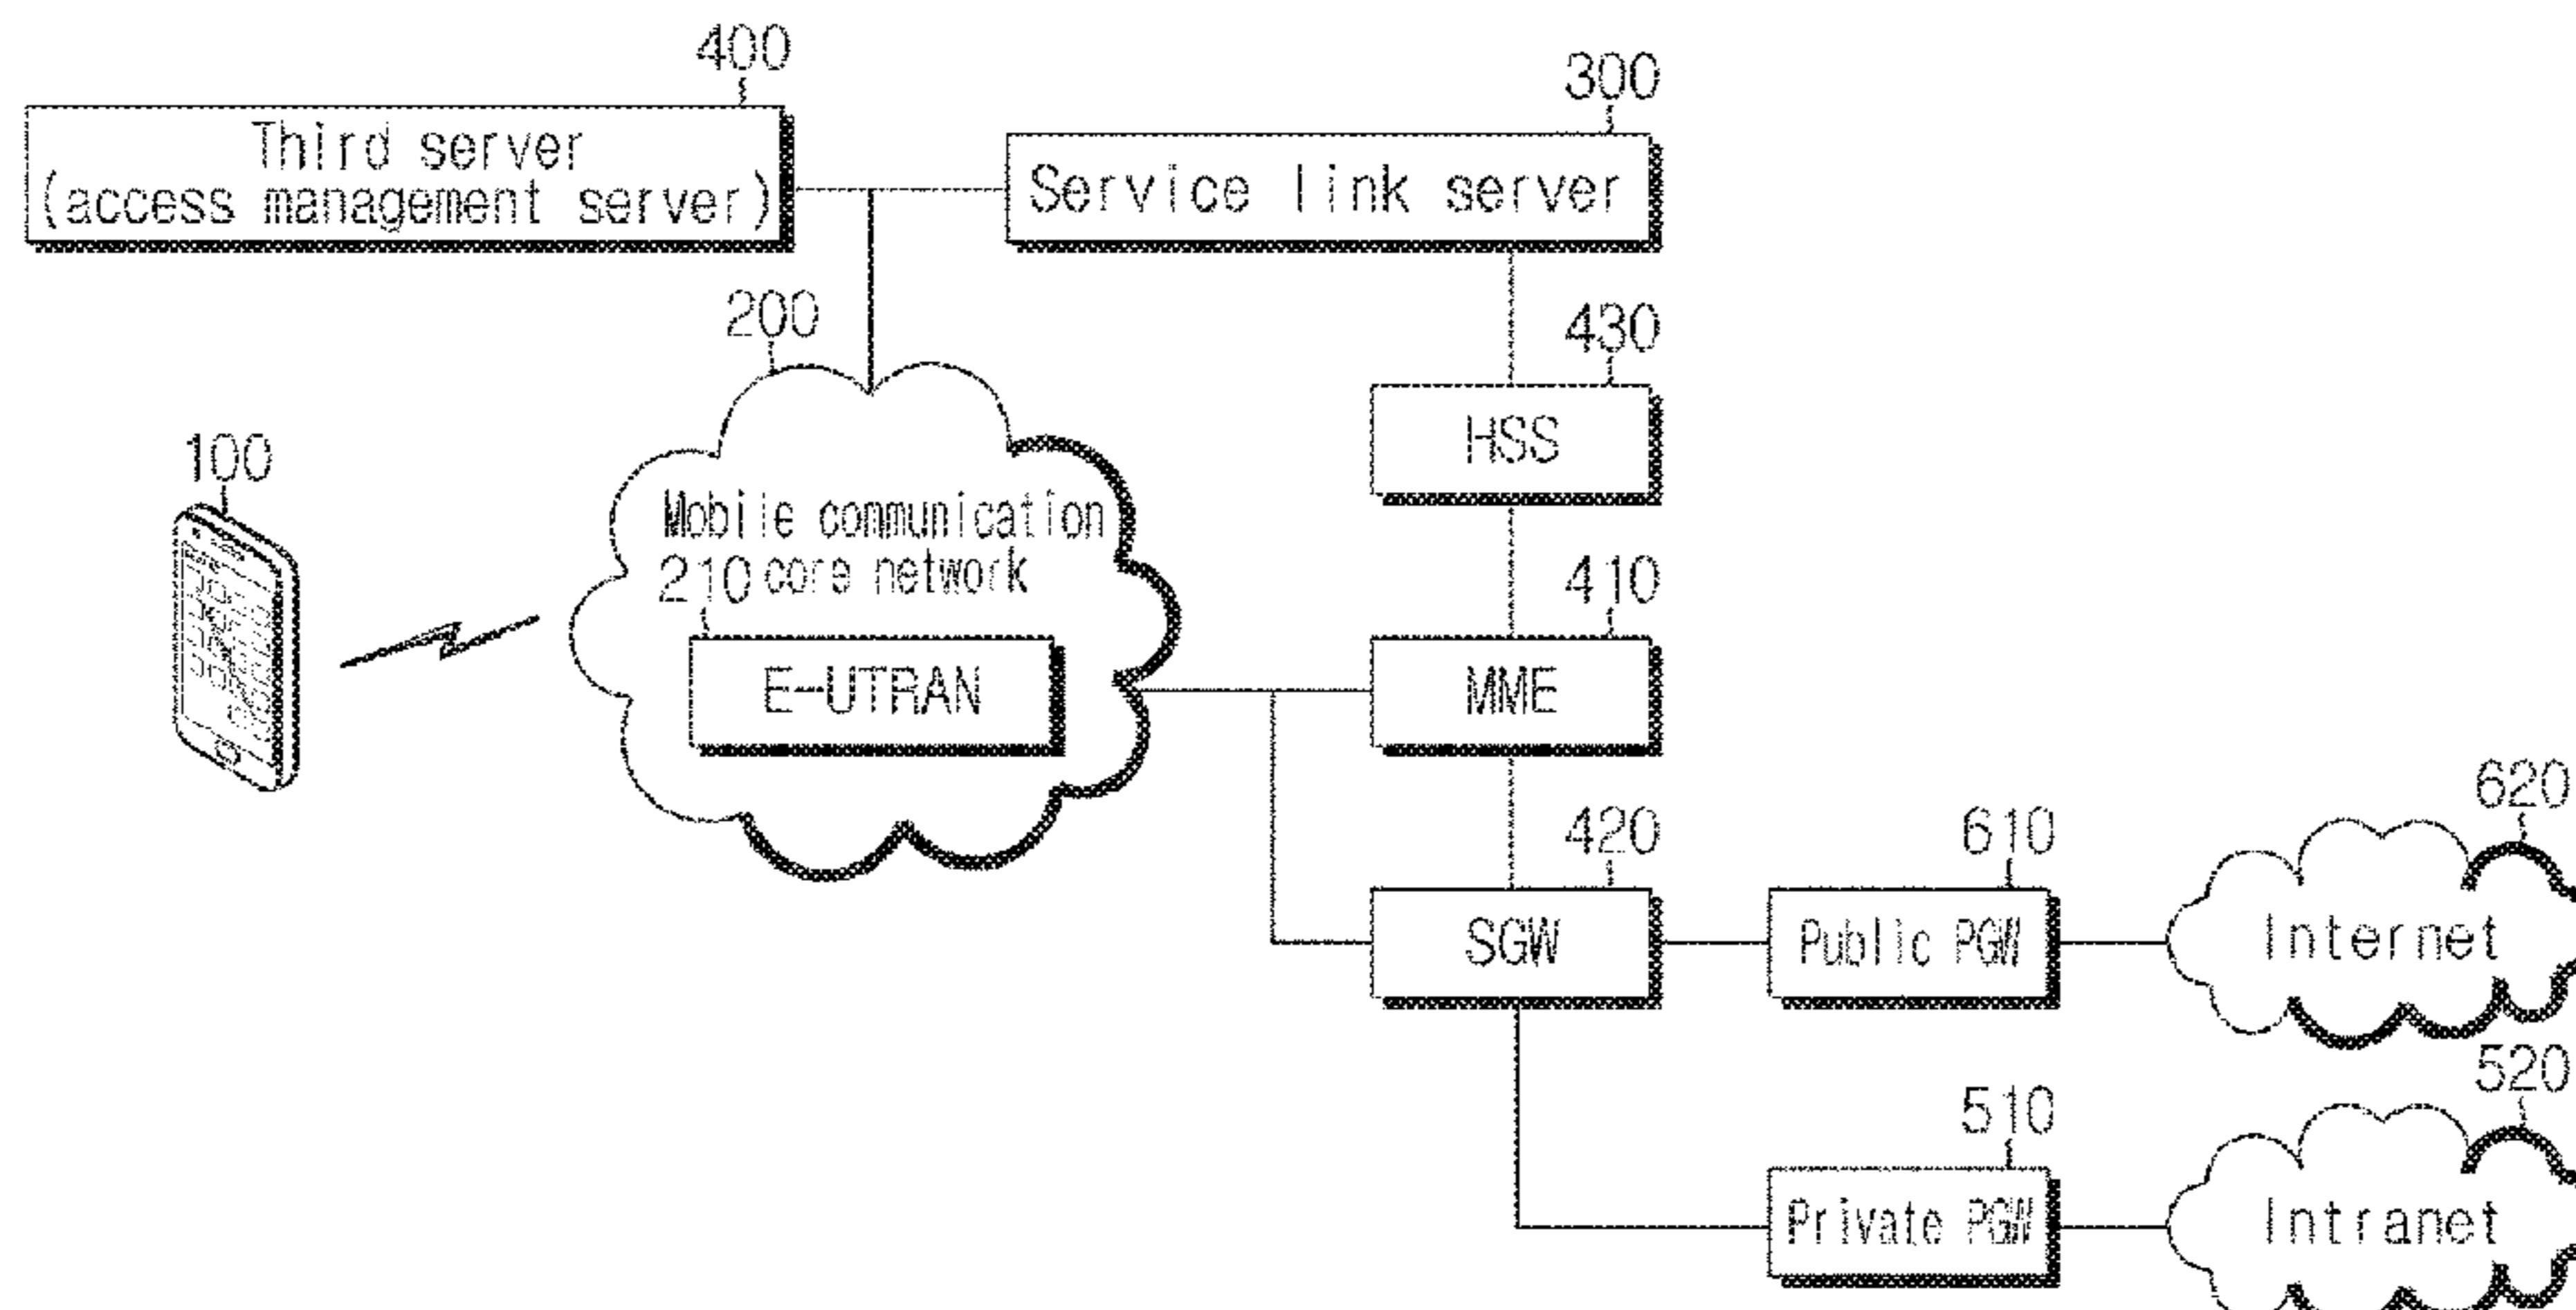 400
300
Third server
(access management server)
Service link server
200
430
HSS
100
Mobile communication
210 core network
410
E-UTRAN
MME
620
420
610
SGW
Public PGW
Internet
520
510
Private PGW
Intranet